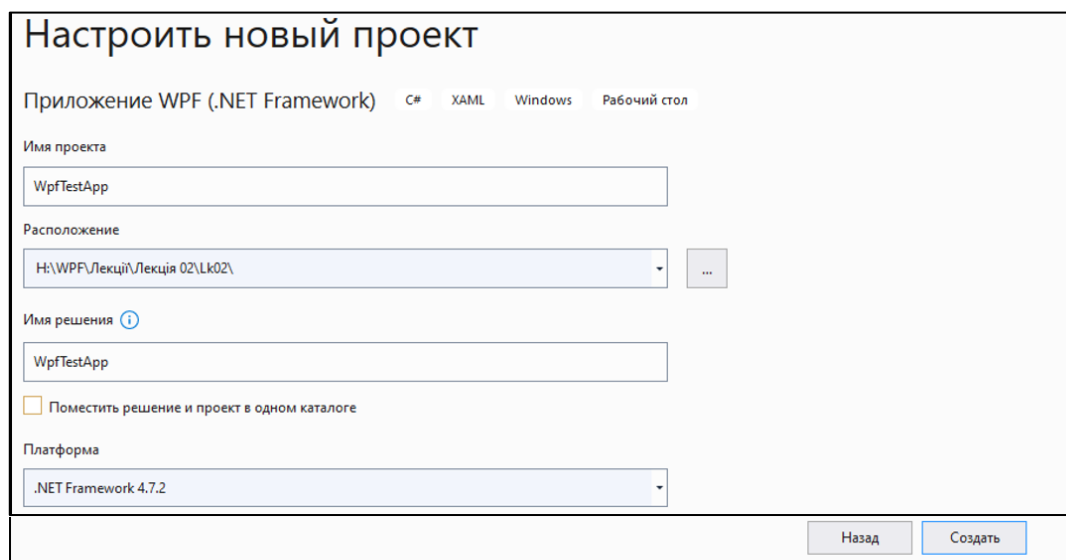 Настроить новый проект
Приложение WPF (.NET Framework) C# XAML Windows Рабочий стол
Имя проекта
WpfTestApp
Расположение
H:\WPF\Лекції\Лекція 02\Lk02\
...
Имя решения
WpfTestApp
Поместить решение и проект в одном каталоге
Платформа
.NET Framework 4.7.2
Назад Создать